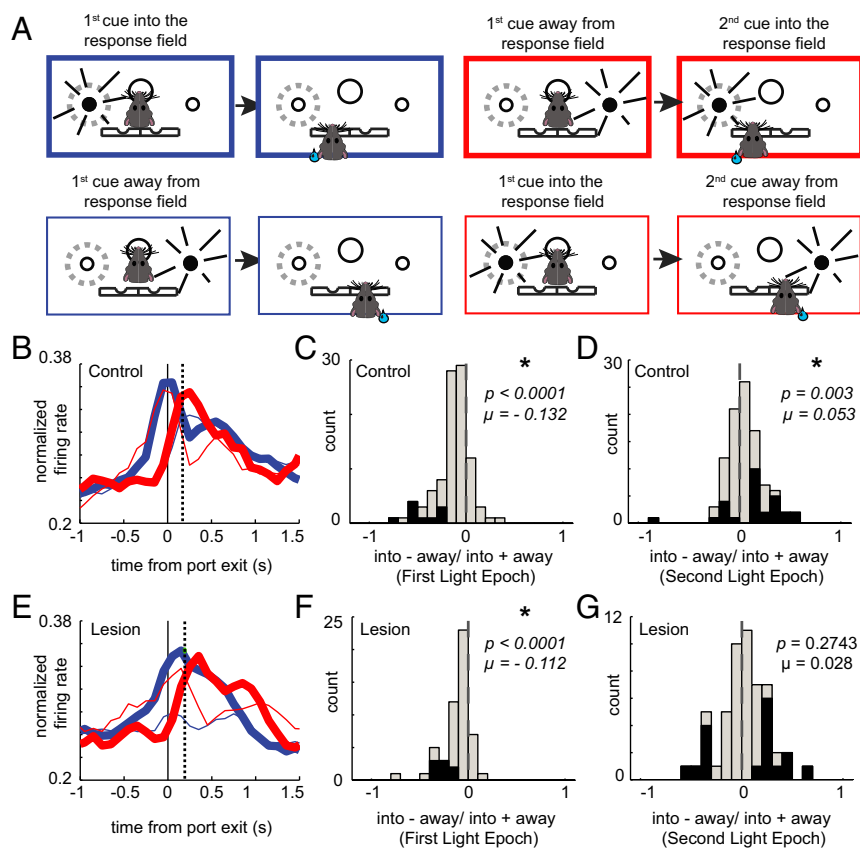 A
1st cue into the
response field
1st cue away from
response field
2nd cue into the
response field
1st cue away from
response field
1st cue into the
response field
2nd cue away from
response field
B
normalized
firing rate
0.38
0.2
Control
-1
-0.5
0
0.5
1
1.5
time from port exit (s)
C
count
30
0
Control
*
p < 0.0001
μ = - 0.132
-1
0
1
into - away/ into + away
(First Light Epoch)
D
count
30
0
Control
*
p = 0.003
μ = 0.053
-1
0
1
into - away/ into + away
(Second Light Epoch)
E
normalized
firing rate
0.38
0.2
Lesion
-1
-0.5
0
0.5
1
1.5
time from port exit (s)
F
count
25
0
Lesion
*
p < 0.0001
μ = - 0.112
-1
0
1
into - away/ into + away
(First Light Epoch)
G
count
12
0
Lesion
p = 0.2743
μ = 0.028
-1
0
1
into - away/ into + away
(Second Light Epoch)